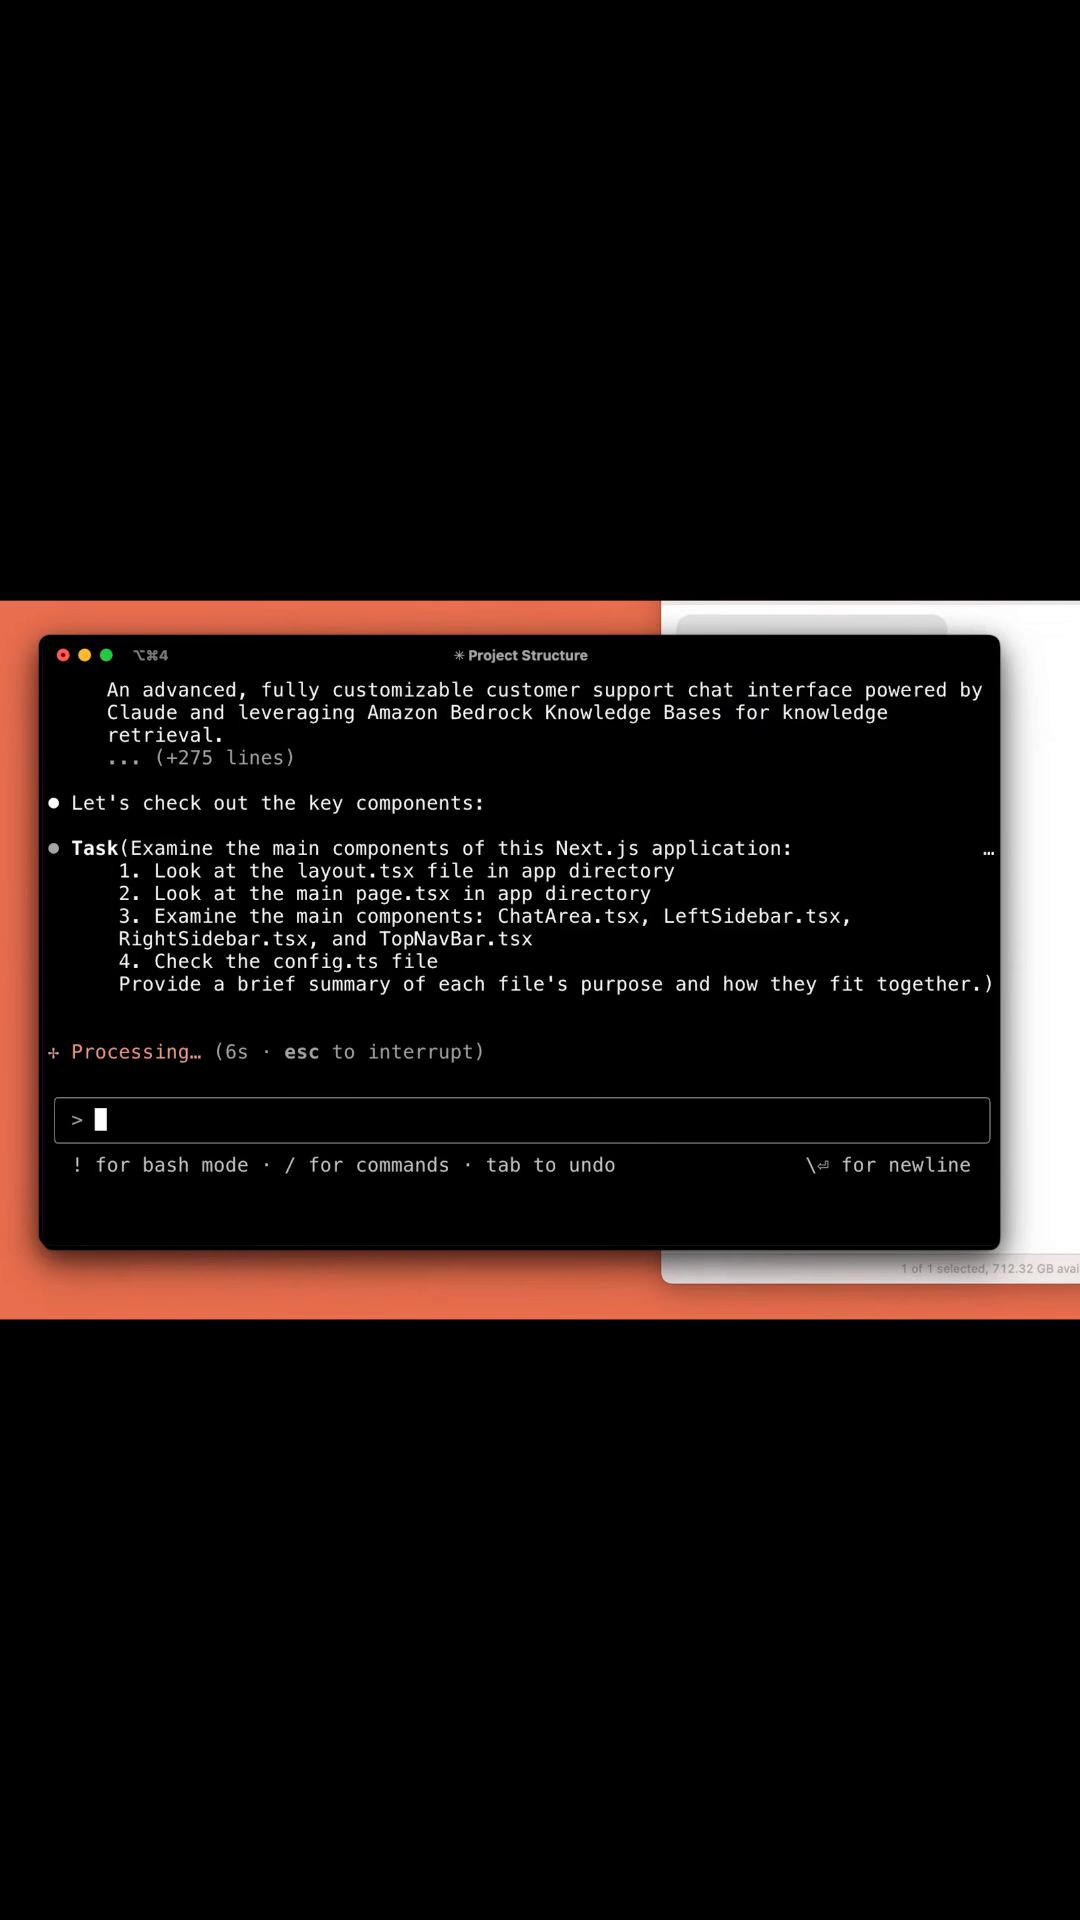 ⌥⌘4
✳ Project Structure
An advanced, fully customizable customer support chat interface powered by
Claude and leveraging Amazon Bedrock Knowledge Bases for knowledge
retrieval.
... (+275 lines)
● Let's check out the key components:
● Task(Examine the main components of this Next.js application: …
1. Look at the layout.tsx file in app directory
2. Look at the main page.tsx in app directory
3. Examine the main components: ChatArea.tsx, LeftSidebar.tsx,
RightSidebar.tsx, and TopNavBar.tsx
4. Check the config.ts file
Provide a brief summary of each file's purpose and how they fit together.)
✢ Processing… (6s · esc to interrupt)
>
! for bash mode · / for commands · tab to undo \⏎ for newline
1 of 1 selected, 712.32 GB avai